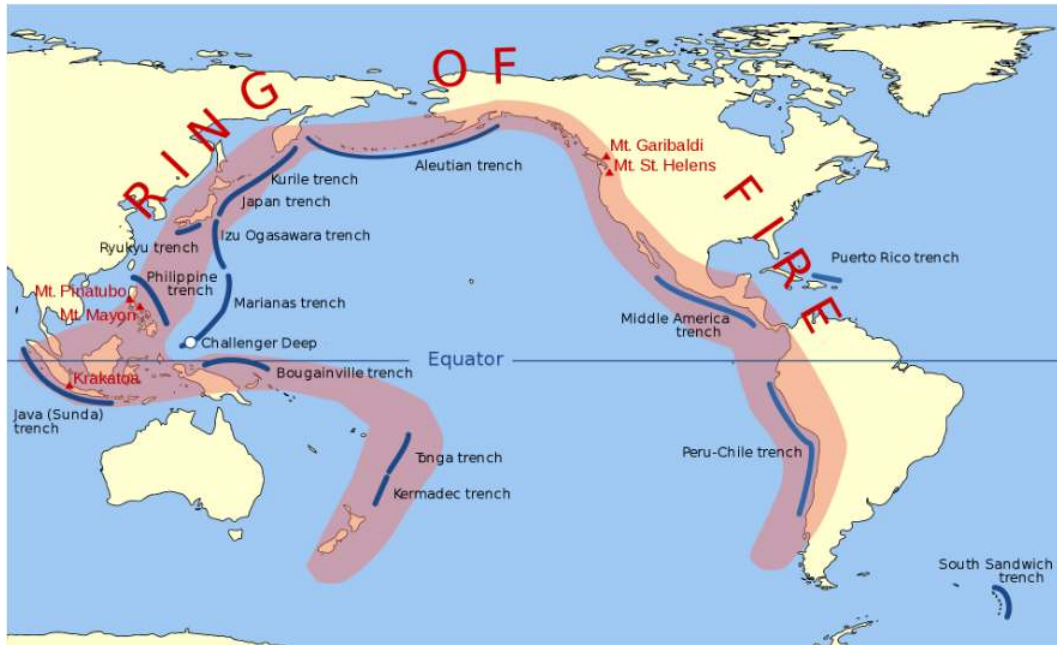 RING OF FIRE
Mt. Garibaldi
Mt. St. Helens
Aleutian trench
Kurile trench
Japan trench
Izu Ogasawara trench
Ryukyu trench
Philippine
trench
Mt. Pinatubo
Mt. Mayon
Marianas trench
Challenger Deep
Puerto Rico trench
Middle America
trench
Equator
Krakatoa
Bougainville trench
Java (Sunda)
trench
Tonga trench
Kermadec trench
Peru-Chile trench
South Sandwich
trench